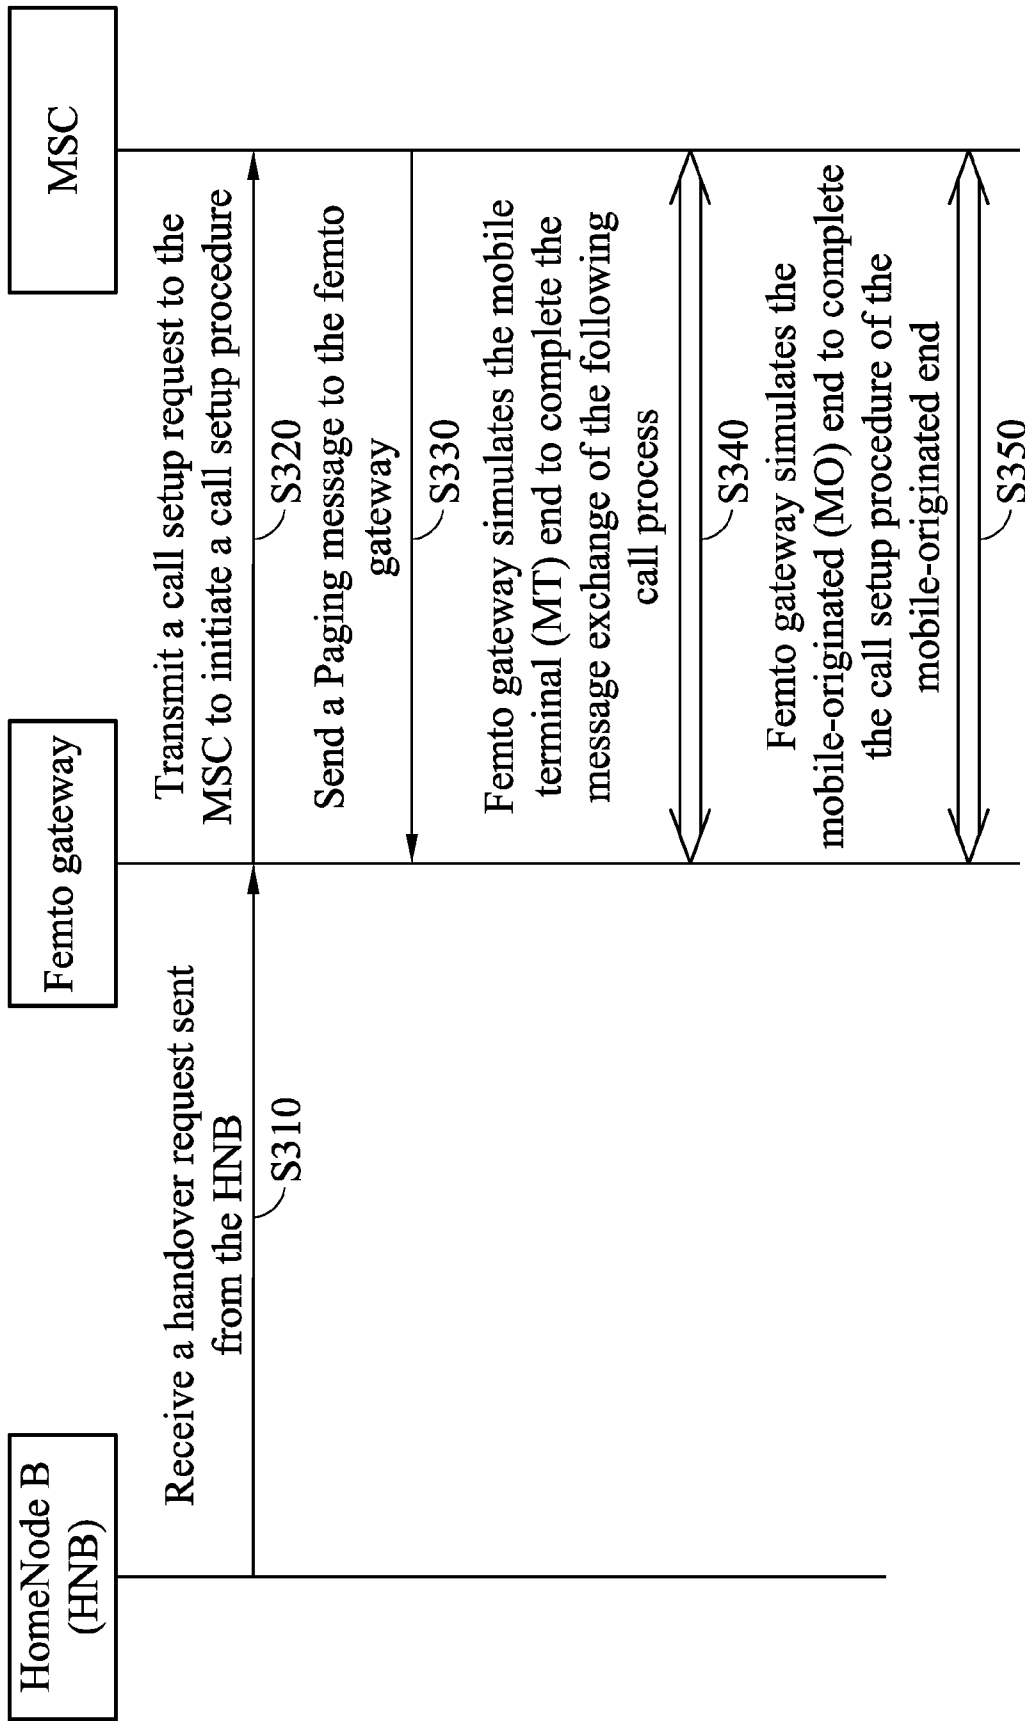 HomeNode B
(HNB)
Femto gateway
MSC
Receive a handover request sent
from the HNB
S310
Transmit a call setup request to the
MSC to initiate a call setup procedure
S320
Send a Paging message to the femto
gateway
S330
Femto gateway simulates the mobile
terminal (MT) end to complete the
message exchange of the following
call process
S340
Femto gateway simulates the
mobile-originated (MO) end to complete
the call setup procedure of the
mobile-originated end
S350